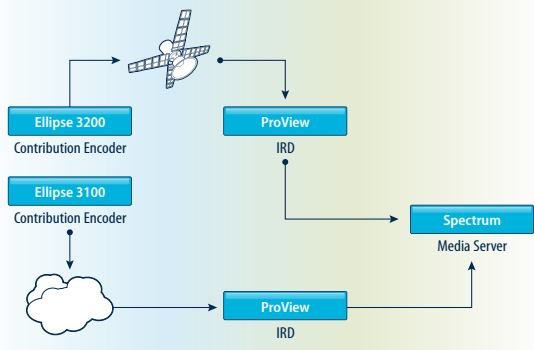 Ellipse 3200
Contribution Encoder
ProView
IRD
Ellipse 3100
Contribution Encoder
Spectrum
Media Server
ProView
IRD